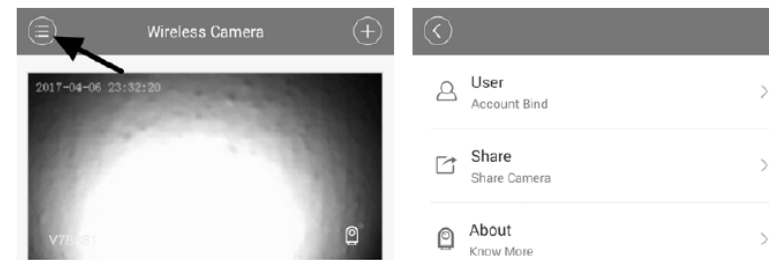 Wireless Camera
2017-04-06 23:32:20
User
Account Bind
Share
Share Camera
About
Know More